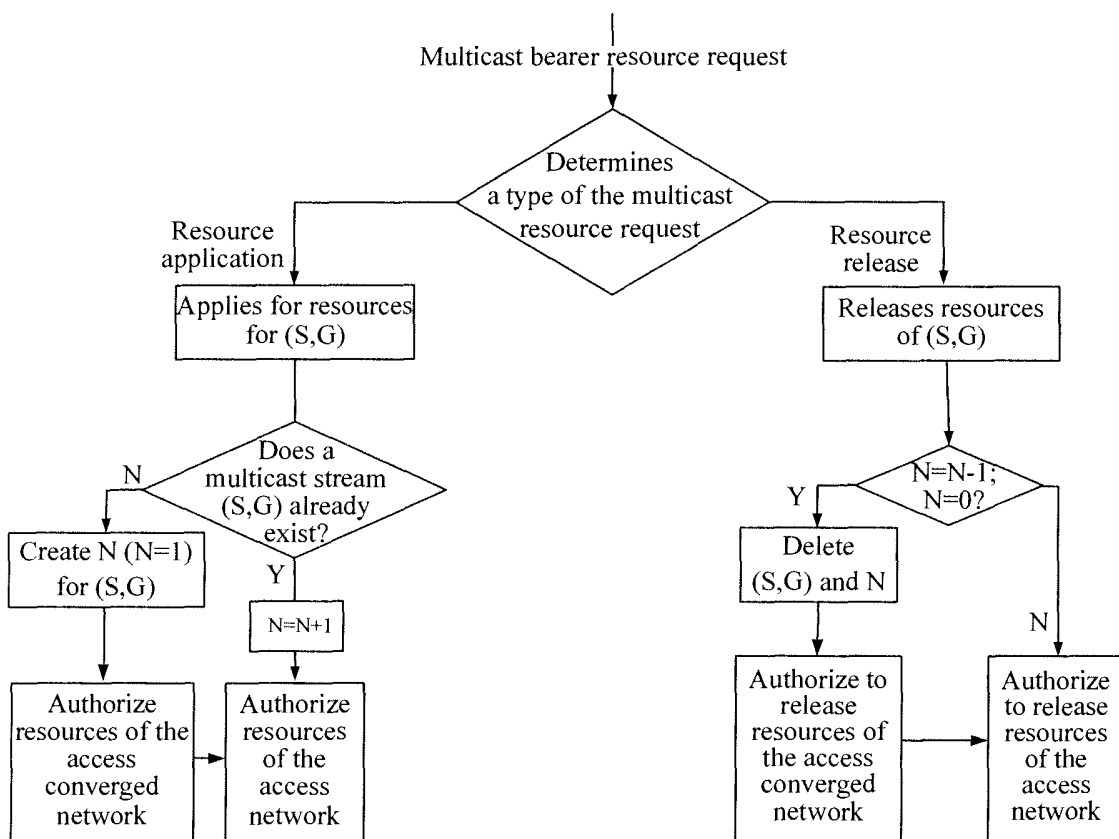 Multicast bearer resource request
Determines
a type of the multicast
resource request
Resource
application
Applies for resources
for (S,G)
Does a
multicast stream
(S,G) already
exist?
N
Create N (N=1)
for (S,G)
Y
N=N+1
Authorize
resources of the
access
converged
network
Authorize
resources
of the
access
network
Resource
release
Releases resources
of (S,G)
N=N-1;
N=0?
Y
Delete
(S,G) and N
N
Authorize to
release
resources of
the access
converged
network
Authorize
to release
resources
of the
access
network